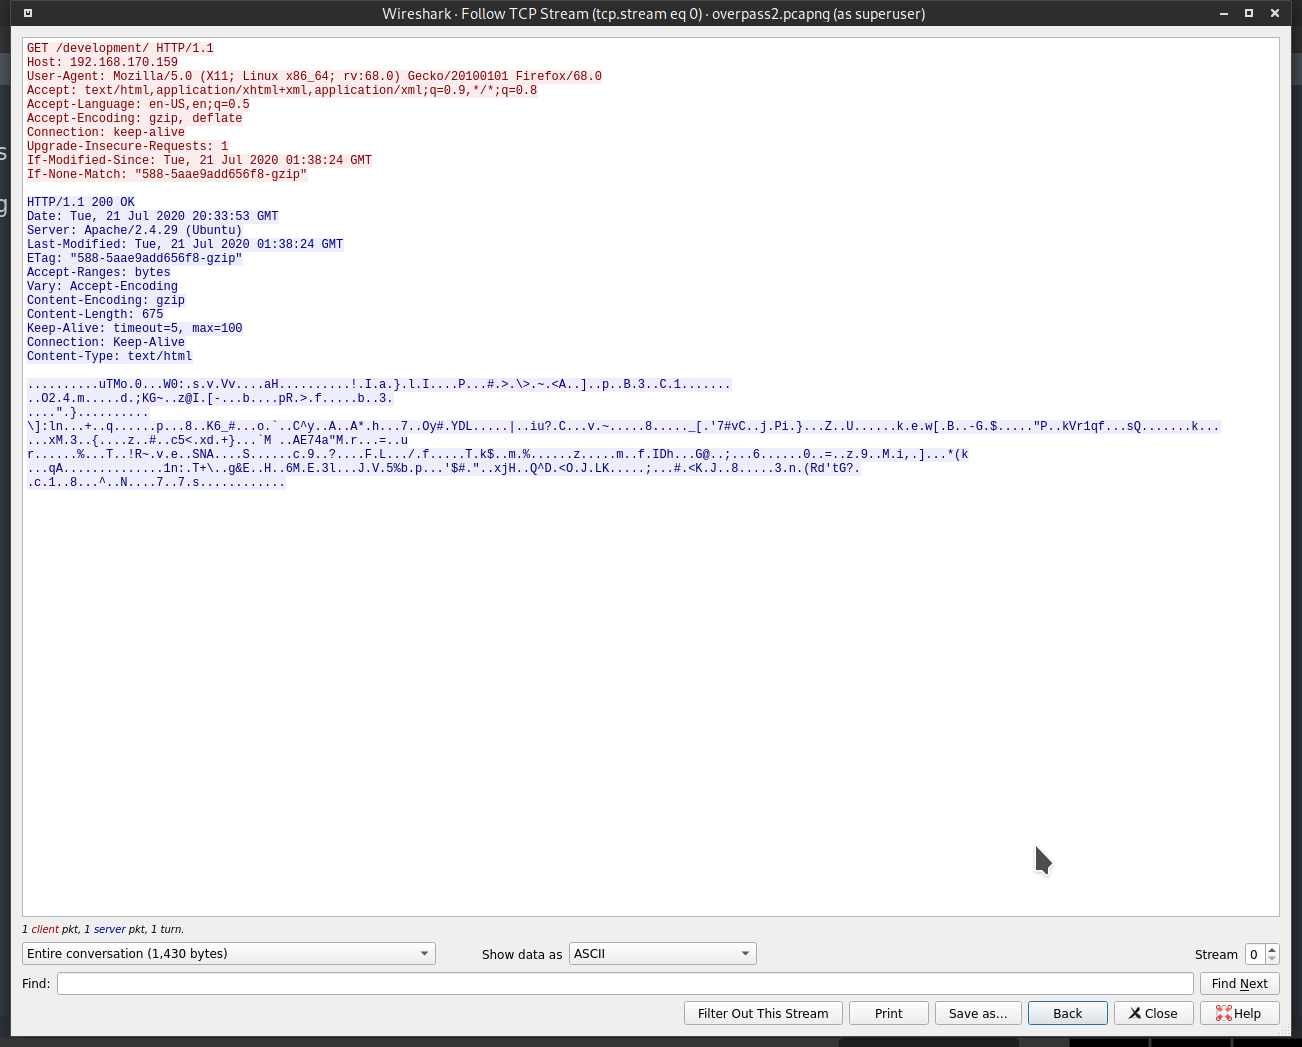 Wireshark · Follow TCP Stream (tcp.stream eq 0) · overpass2.pcapng (as superuser)
GET /development/ HTTP/1.1
Host: 192.168.170.159
User-Agent: Mozilla/5.0 (X11; Linux x86_64; rv:68.0) Gecko/20100101 Firefox/68.0
Accept: text/html,application/xhtml+xml,application/xml;q=0.9,*/*;q=0.8
Accept-Language: en-US,en;q=0.5
Accept-Encoding: gzip, deflate
Connection: keep-alive
Upgrade-Insecure-Requests: 1
If-Modified-Since: Tue, 21 Jul 2020 01:38:24 GMT
If-None-Match: "588-5aae9add656f8-gzip"
HTTP/1.1 200 OK
Date: Tue, 21 Jul 2020 20:33:53 GMT
Server: Apache/2.4.29 (Ubuntu)
Last-Modified: Tue, 21 Jul 2020 01:38:24 GMT
ETag: "588-5aae9add656f8-gzip"
Accept-Ranges: bytes
Vary: Accept-Encoding
Content-Encoding: gzip
Content-Length: 675
Keep-Alive: timeout=5, max=100
Connection: Keep-Alive
Content-Type: text/html
..........uTMo.0...W0:.s.v.Vv....aH..........!.I.a.}.l.I....P...#.>.\>.~.<A..]..p..B.3..C.1.......
..O2.4.m.....d.;KG~..z@I.[-...b....pR.>.f.....b..3.
....".}..........
\]:ln...+..q......p...8..K6_#...o.`..C^y..A..A*.h...7..Oy#.YDL.....|..iu?.C...v.~.....8....._[.'7#vC..j.Pi.}...Z..U......k.e.w[.B..-G.$....."P..kVr1qf...sQ.......k...
...xM.3..{....z..#..c5<.xd.+}...`M ..AE74a"M.r...=..u
r......%...T..!R~.v.e..SNA....S......c.9..?....F.L.../.f.....T.k$..m.%......z.....m..f.IDh...G@..;...6......0..=..z.9..M.i,.]...*(k
...qA..............1n:.T+\..g&E..H..6M.E.3l...J.V.5%b.p...'$#."..xjH..Q^D.<O.J.LK.....;...#.<K.J..8.....3.n.(Rd'tG?.
.c.1..8...^..N....7..7.s............
1 client pkt, 1 server pkt, 1 turn.
Entire conversation (1,430 bytes)
Show data as
ASCII
Stream
0
Find:
Find Next
Filter Out This Stream
Print
Save as...
Back
Close
Help